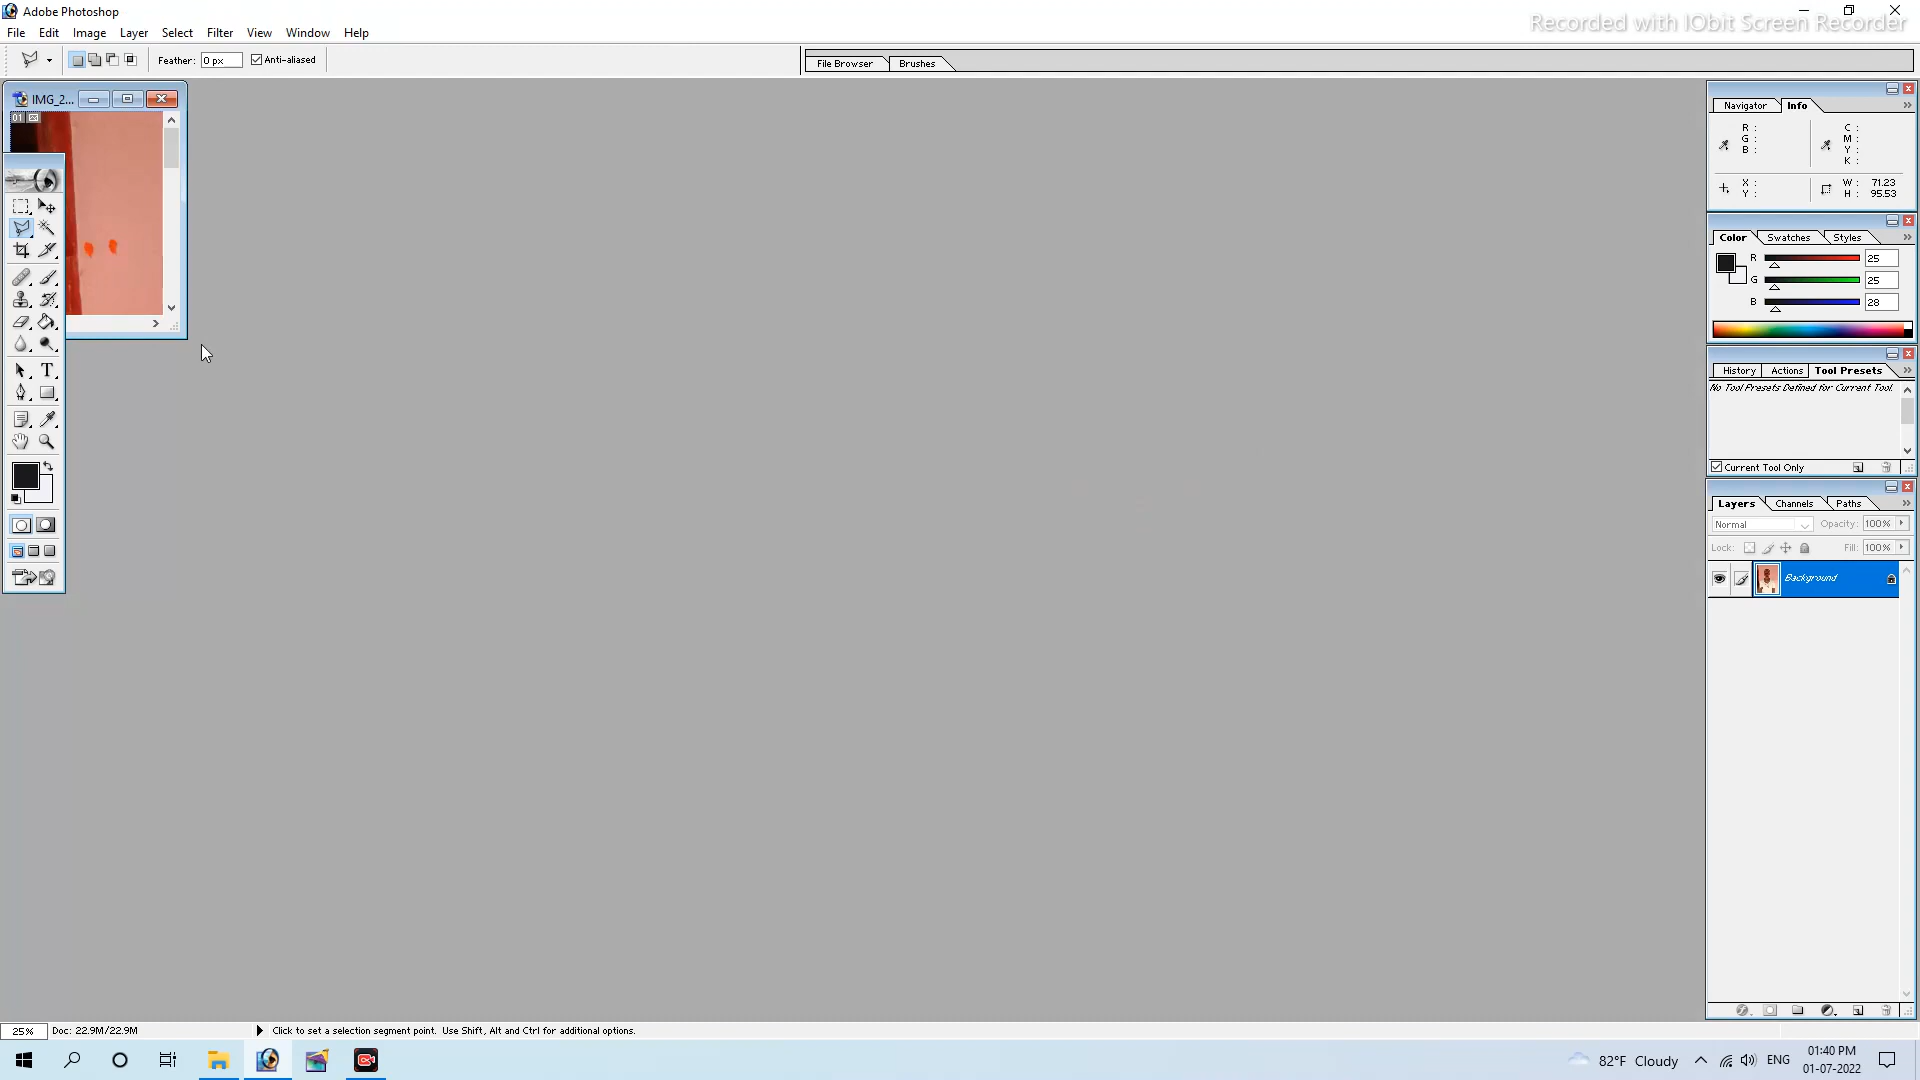 Adobe Photoshop
Recorded with IObit Screen Recorder
File Edit Image Layer Select Filter View Window Help
Feather: 0 px Anti-aliased
File Browser Brushes
IMG_2...
01
Navigator Info
R :
G :
B :
C :
M :
Y :
K :
X :
Y :
W : 71.23
H : 95.53
Color Swatches Styles
R 25
G 25
B 28
History Actions Tool Presets
No Tool Presets Defined for Current Tool.
Current Tool Only
Layers Channels Paths
Normal Opacity: 100%
Lock: Fill: 100%
Background
T
25% Doc: 22.9M/22.9M Click to set a selection segment point. Use Shift, Alt and Ctrl for additional options.
82°F Cloudy ENG 01:40 PM
01-07-2022